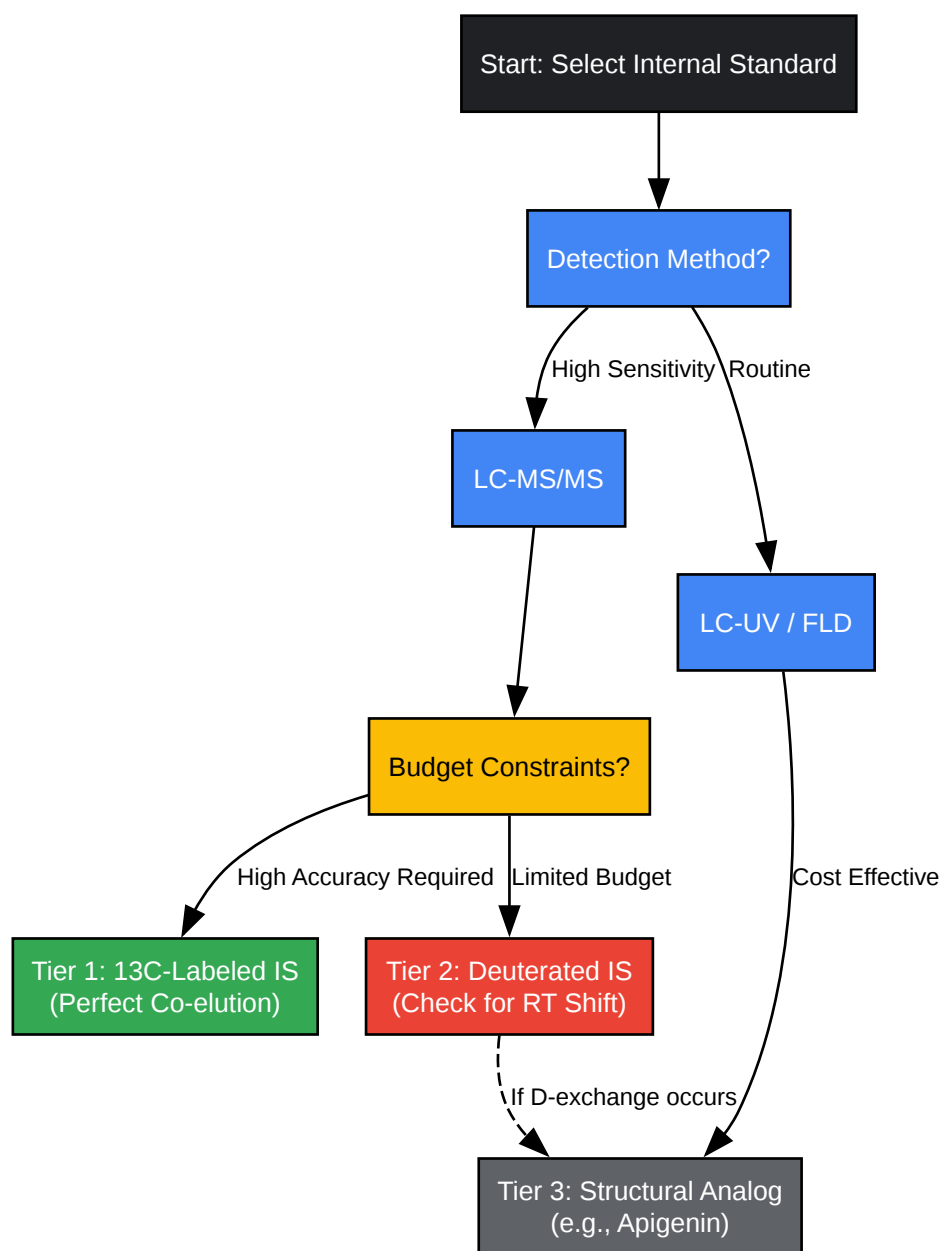 Start: Select Internal Standard
Detection Method?
High Sensitivity
Routine
LC-MS/MS
LC-UV / FLD
Budget Constraints?
High Accuracy Required
Limited Budget
Cost Effective
Tier 1: 13C-Labeled IS
(Perfect Co-elution)
Tier 2: Deuterated IS
(Check for RT Shift)
If D-exchange occurs
Tier 3: Structural Analog
(e.g., Apigenin)